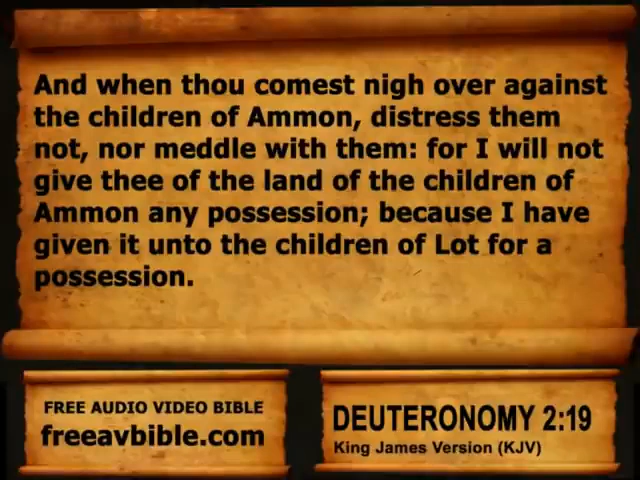 And when thou comest nigh over against
the children of Ammon, distress them
not, nor meddle with them: for I will not
give thee of the land of the children of
Ammon any possession; because I have
given it unto the children of Lot for a
possession.
FREE AUDIO VIDEO BIBLE
freeavbible.com
DEUTERONOMY 2:19
King James Version (KJV)